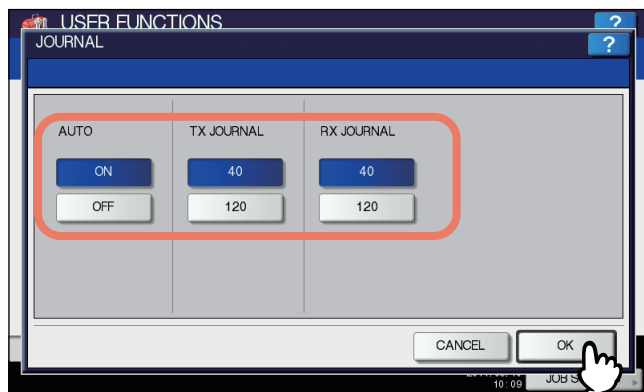 USER FUNCTIONS
?
JOURNAL
?
AUTO
TX JOURNAL
RX JOURNAL
ON
40
40
OFF
120
120
CANCEL
OK
10:09
JOB S